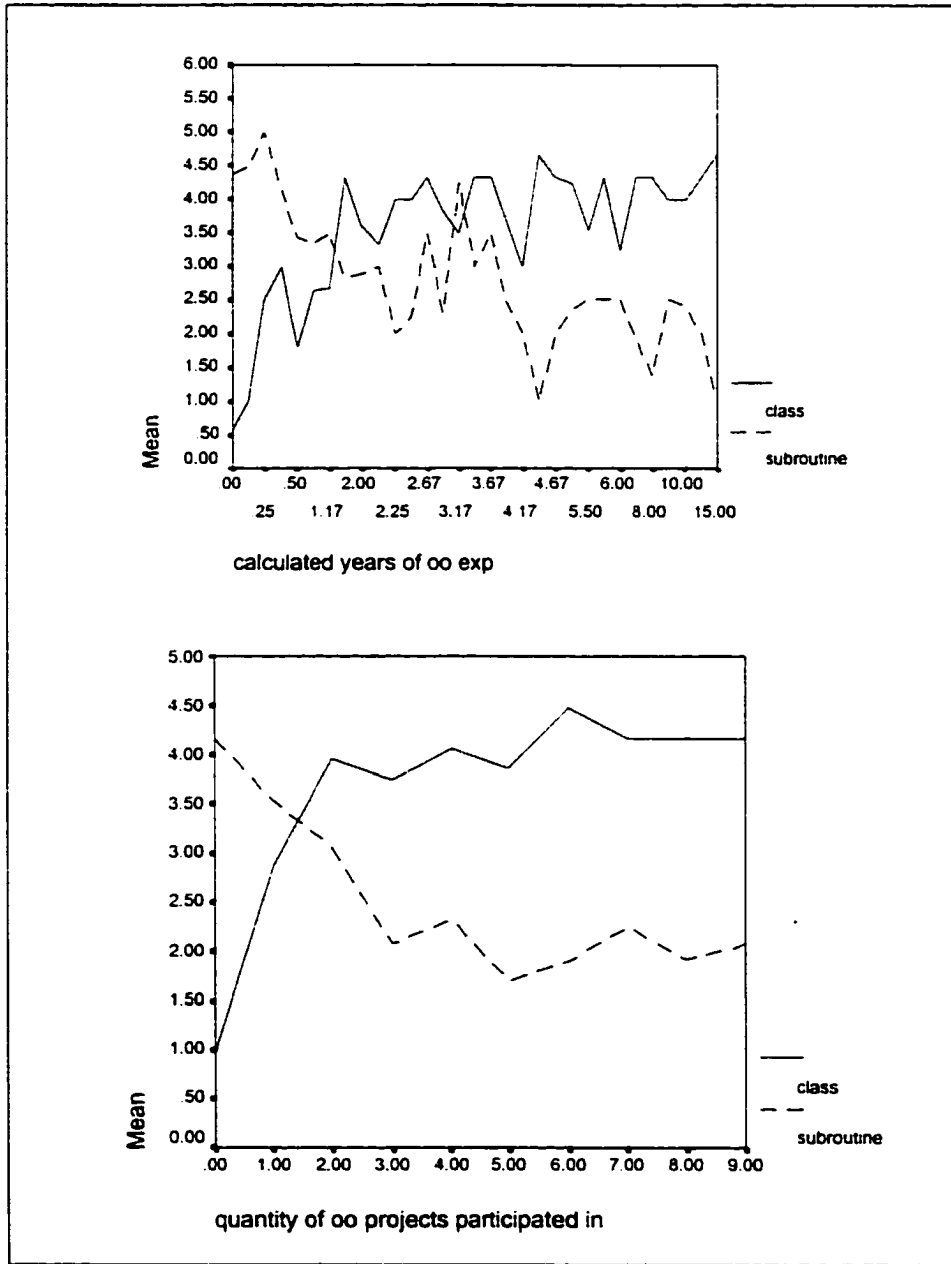 6.00
5.50
5.00
4.50
4.00
3.50
3.00
2.50
2.00
1.50
1.00
.50
0.00
Mean
class
subroutine
.00 .50 2.00 2.67 3.67 4.67 6.00 10.00
25 1.17 2.25 3.17 4 17 5.50 8.00 15.00
calculated years of oo exp
5.00
4.50
4.00
3.50
3.00
2.50
2.00
1.50
1.00
.50
0.00
Mean
class
subroutine
.00 1.00 2.00 3.00 4.00 5.00 6.00 7.00 8.00 9.00
quantity of oo projects participated in